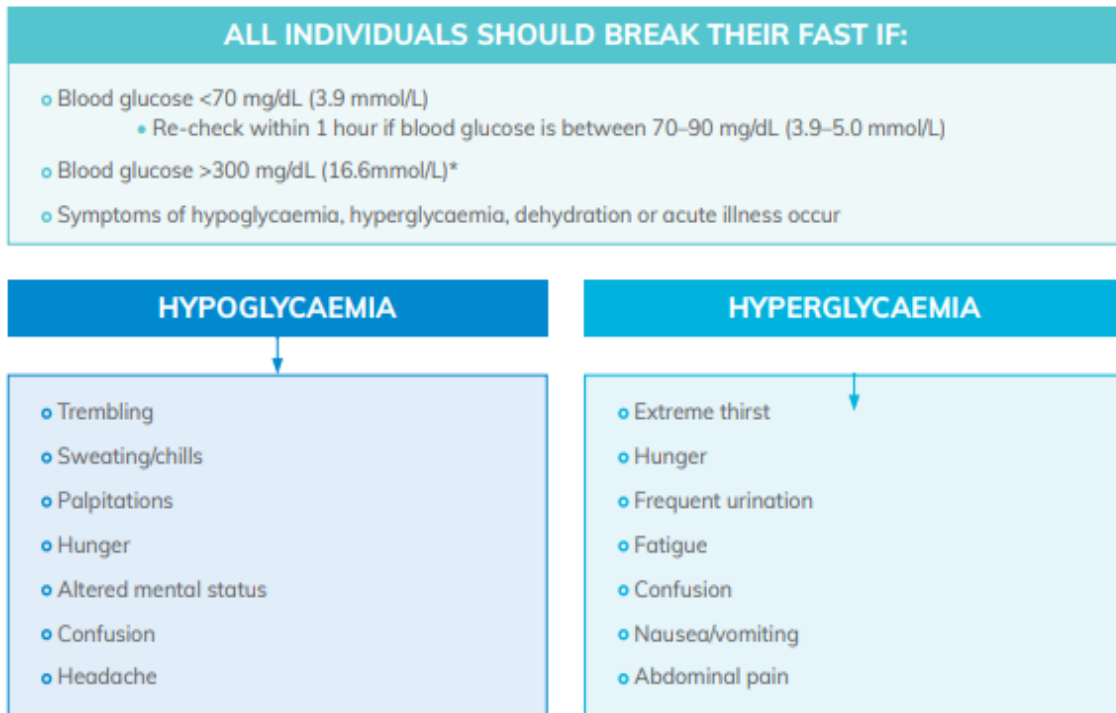 ALL INDIVIDUALS SHOULD BREAK THEIR FAST IF:
Blood glucose <70 mg/dL (3.9 mmol/L)
Re-check within 1 hour if blood glucose is between 70–90 mg/dL (3.9–5.0 mmol/L)
Blood glucose >300 mg/dL (16.6mmol/L)*
Symptoms of hypoglycaemia, hyperglycaemia, dehydration or acute illness occur
HYPOGLYCAEMIA
Trembling
Sweating/chills
Palpitations
Hunger
Altered mental status
Confusion
Headache
HYPERGLYCAEMIA
Extreme thirst
Hunger
Frequent urination
Fatigue
Confusion
Nausea/vomiting
Abdominal pain